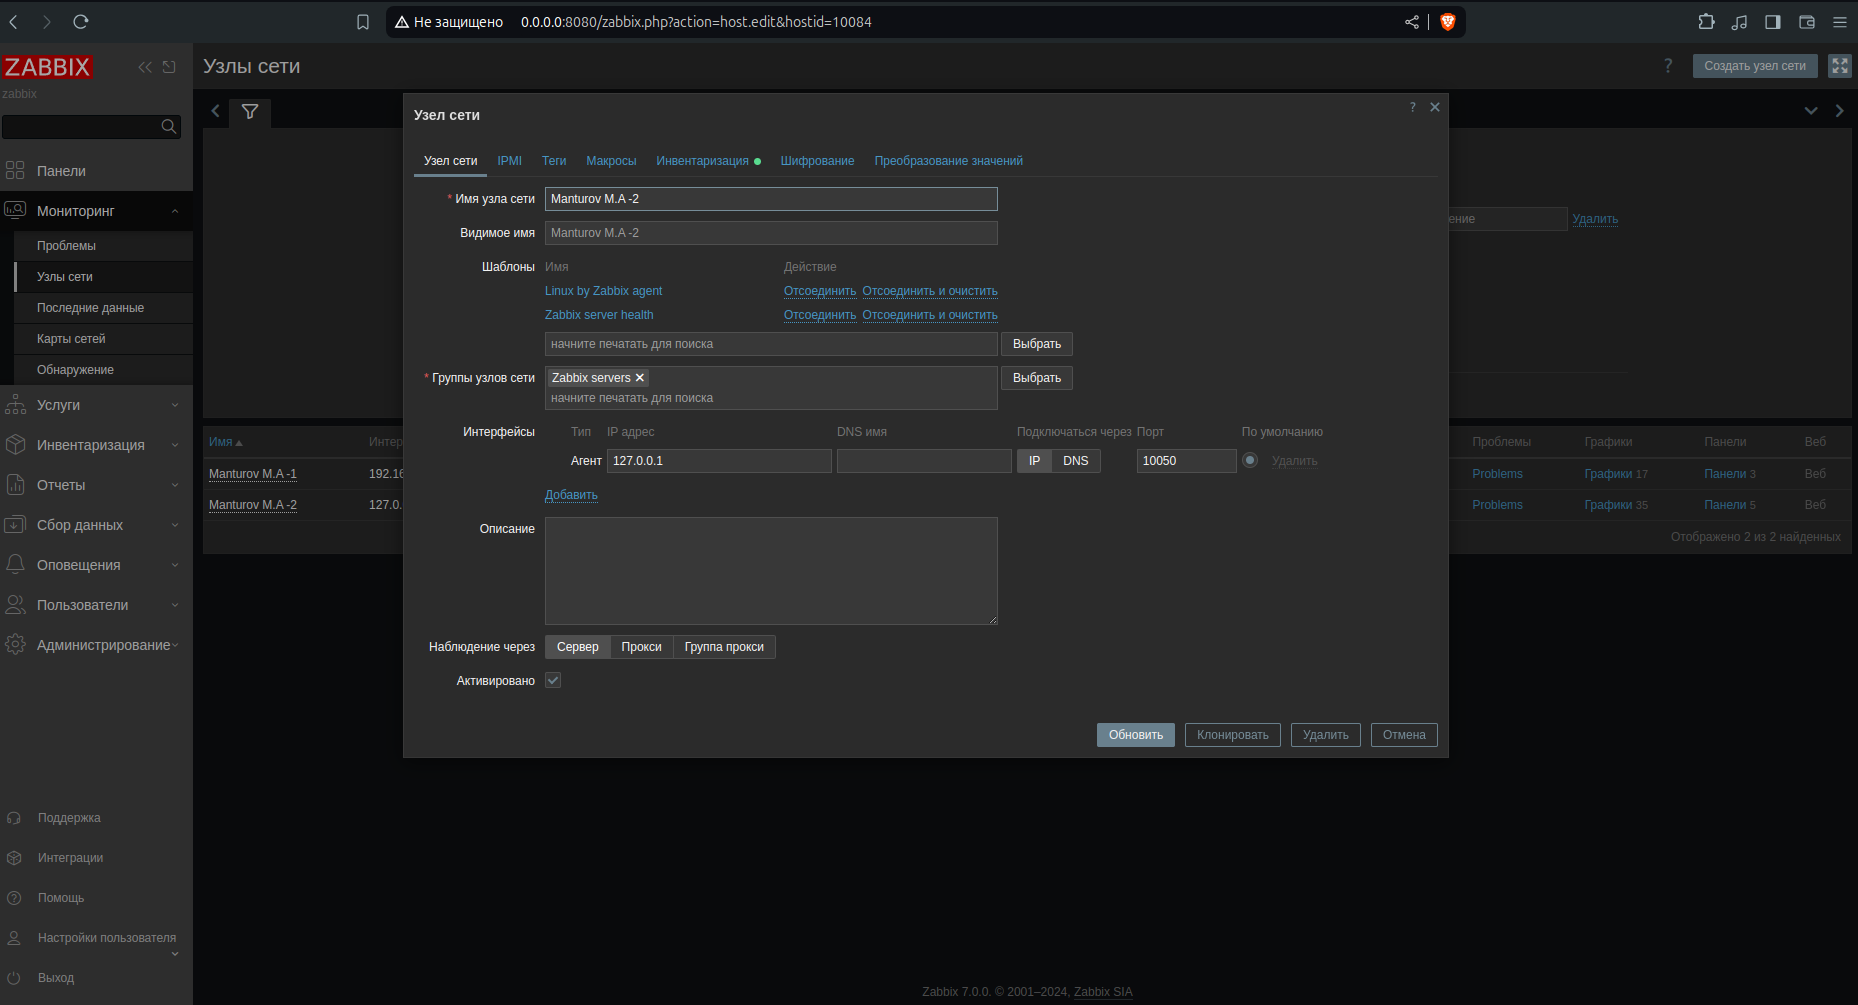 Не защищено 0.0.0.0:8080/zabbix.php?action=host.edit&hostid=10084
ZABBIX
zabbix
Панели
Мониторинг
Проблемы
Узлы сети
Последние данные
Карты сетей
Обнаружение
Услуги
Инвентаризация
Отчеты
Сбор данных
Оповещения
Пользователи
Администрирование
Поддержка
Интеграции
Помощь
Настройки пользователя
Выход
Узлы сети
? Создать узел сети
Узел сети
?
Узел сети IPMI Теги Макросы Инвентаризация Шифрование Преобразование значений
* Имя узла сети Manturov M.A -2
Видимое имя Manturov M.A -2
Шаблоны Имя Действие
Linux by Zabbix agent Отсоединить Отсоединить и очистить
Zabbix server health Отсоединить Отсоединить и очистить
начните печатать для поиска Выбрать
* Группы узлов сети Zabbix servers Выбрать
начните печатать для поиска
Интерфейсы Тип IP адрес DNS имя Подключаться через Порт По умолчанию
Агент 127.0.0.1 IP DNS 10050 Удалить
Добавить
Описание
Наблюдение через Сервер Прокси Группа прокси
Активировано
Обновить Клонировать Удалить Отмена
ение Удалить
Имя Интер Проблемы Графики Панели Веб
Manturov M.A -1 192.16 Problems Графики 17 Панели 3 Веб
Manturov M.A -2 127.0. Problems Графики 35 Панели 5 Веб
Отображено 2 из 2 найденных
Zabbix 7.0.0. © 2001–2024, Zabbix SIA